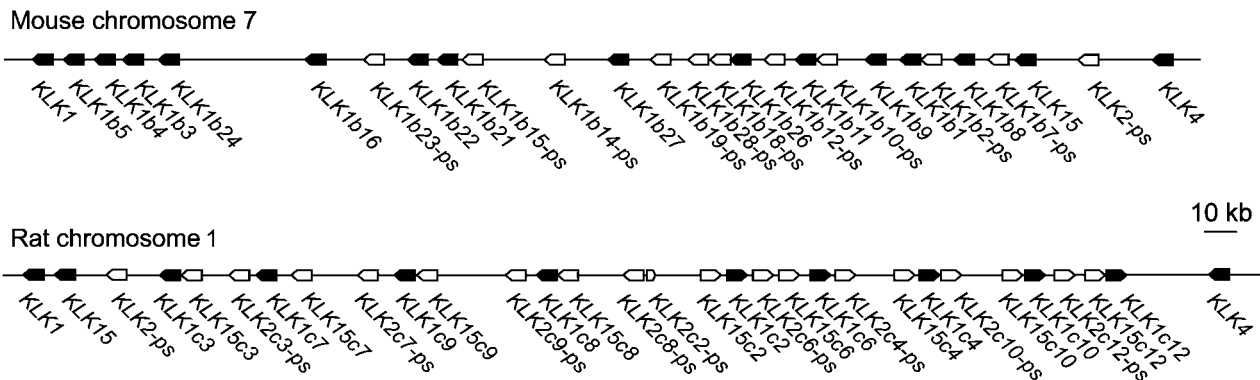 Mouse chromosome 7
KLK1
KLK1b5
KLK1b4
KLK1b3
KLK1b24
KLK1b16
KLK1b23-ps
KLK1b22
KLK1b21
KLK1b15-ps
KLK1b14-ps
KLK1b27
KLK1b19-ps
KLK1b28-ps
KLK1b18-ps
KLK1b26
KLK1b12-ps
KLK1b11
KLK1b10-ps
KLK1b9
KLK1b1
KLK1b2-ps
KLK1b8
KLK1b7-ps
KLK15
KLK2-ps
KLK4
10 kb
Rat chromosome 1
KLK1
KLK15
KLK2-ps
KLK1c3
KLK15c3
KLK2c3-ps
KLK1c7
KLK15c7
KLK2c7-ps
KLK1c9
KLK15c9
KLK2c9-ps
KLK1c8
KLK15c8
KLK2c8-ps
KLK2c2-ps
KLK15c2
KLK1c2
KLK2c6-ps
KLK15c6
KLK1c6
KLK2c4-ps
KLK15c4
KLK1c4
KLK2c10-ps
KLK15c10
KLK1c10
KLK2c12-ps
KLK15c12
KLK1c12
KLK4